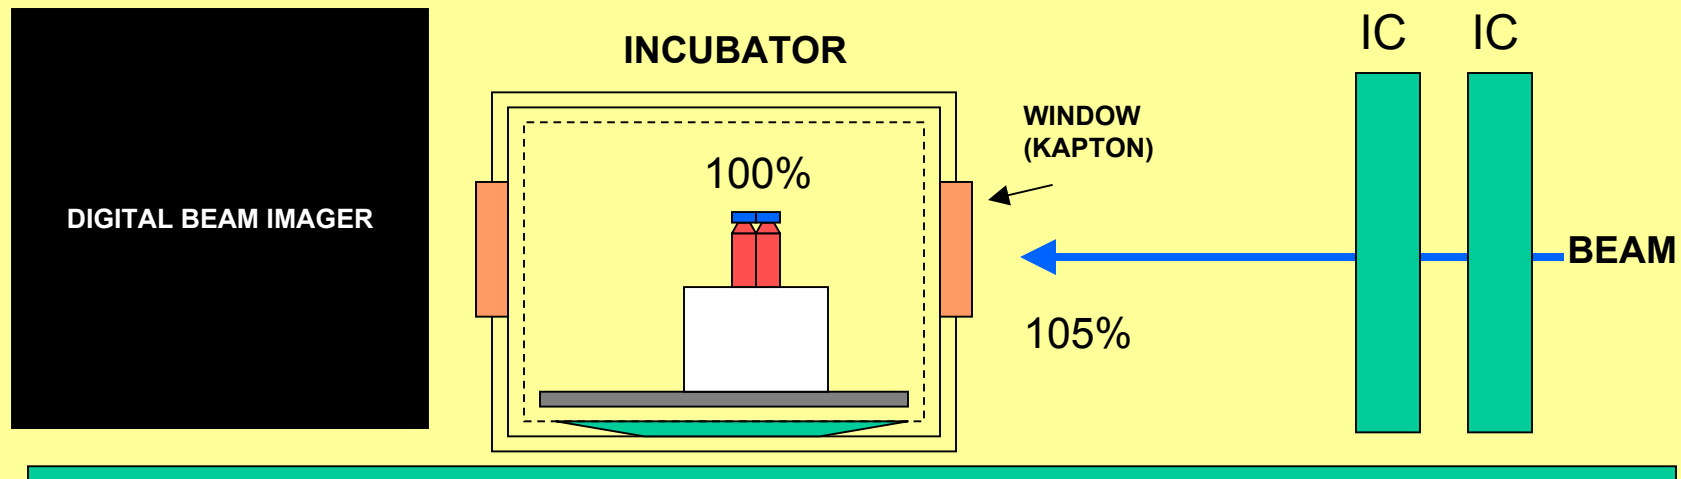 IC IC
INCUBATOR
WINDOW
(KAPTON)
100%
DIGITAL BEAM IMAGER
BEAM
105%